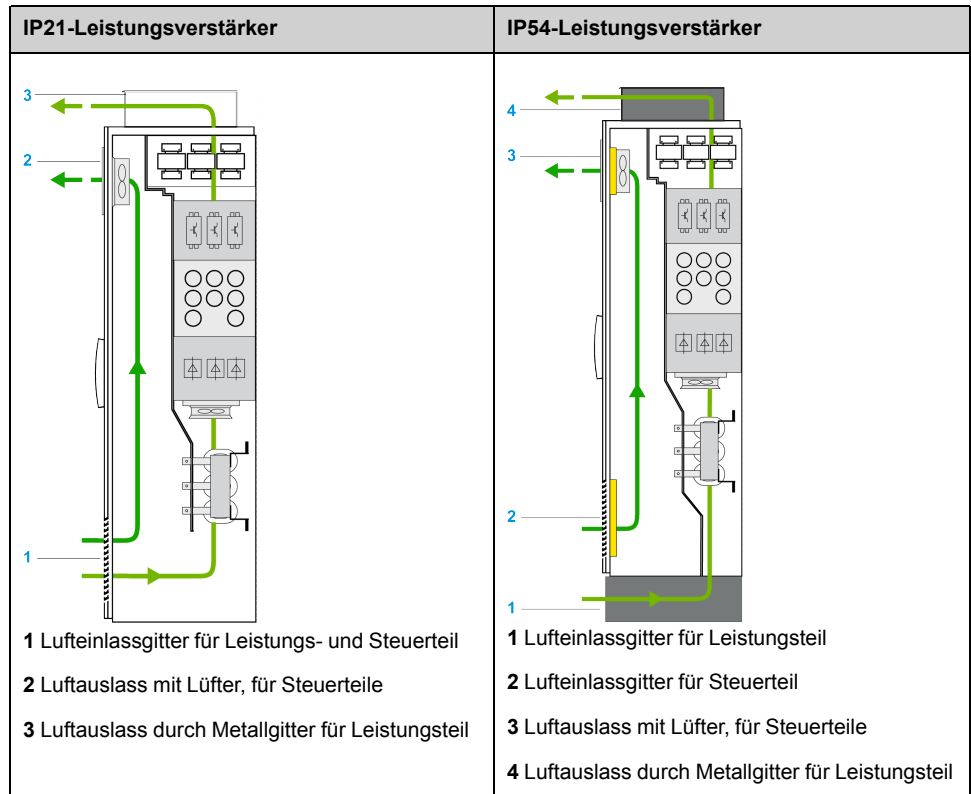 IP21-Leistungsverstärker
3
2
1
1 Lufteinlassgitter für Leistungs- und Steuerteil
2 Luftauslass mit Lüfter, für Steuerteile
3 Luftauslass durch Metallgitter für Leistungsteil
IP54-Leistungsverstärker
4
3
2
1
1 Lufteinlassgitter für Leistungsteil
2 Lufteinlassgitter für Steuerteil
3 Luftauslass mit Lüfter, für Steuerteile
4 Luftauslass durch Metallgitter für Leistungsteil